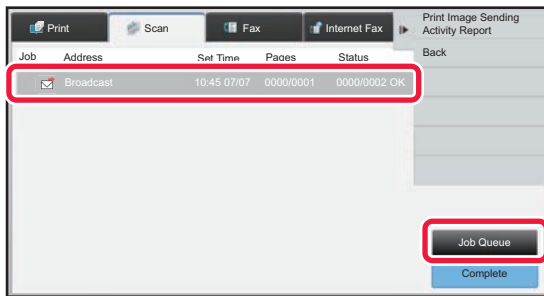 Print Scan Fax Internet Fax
Job Address Set Time Pages Status
Broadcast 10:45 07/07 0000/0001 0000/0002 OK
Print Image Sending
Activity Report
Back
Job Queue
Complete